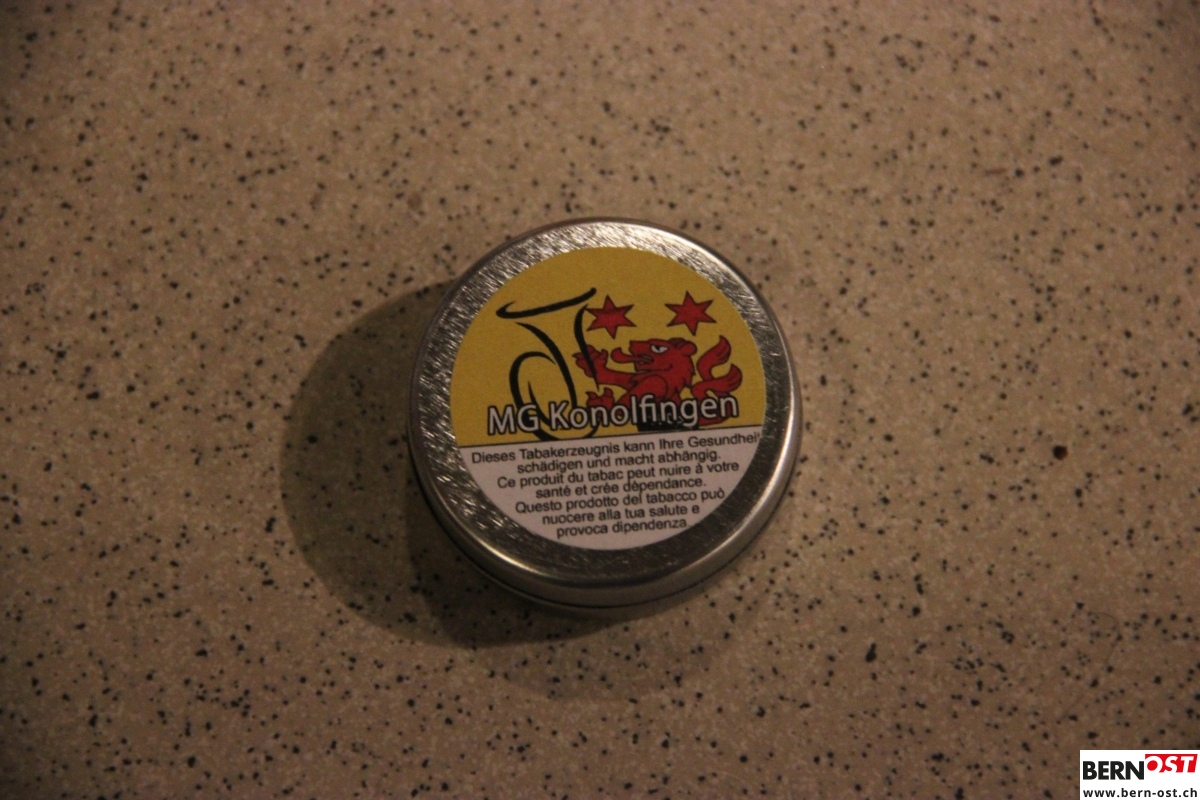 MG Konolfingen
Dieses Tabakerzeugnis kann Ihre Gesundheit
schädigen und macht abhängig.
Ce produit du tabac peut nuire à votre
santé et crée dépendance.
Questo prodotto del tabacco può
nuocere alla tua salute e
provoca dipendenza
BERNOST
www.bern-ost.ch